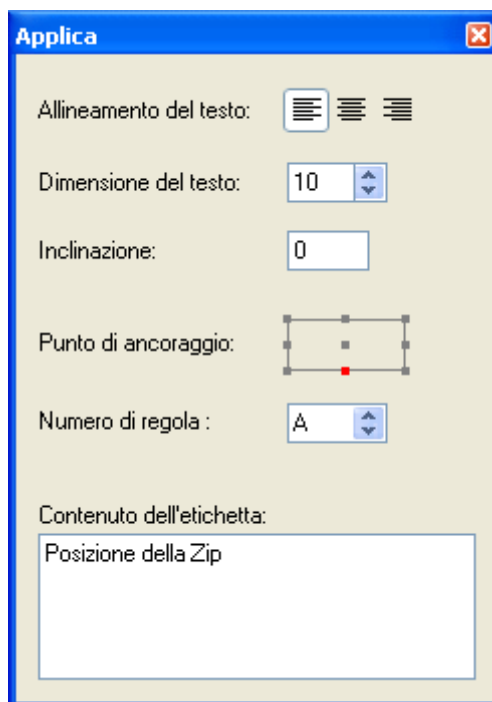 Applica
Allineamento del testo:
Dimensione del testo: 10
Inclinazione: 0
Punto di ancoraggio:
Numero di regola : A
Contenuto dell'etichetta:
Posizione della Zip